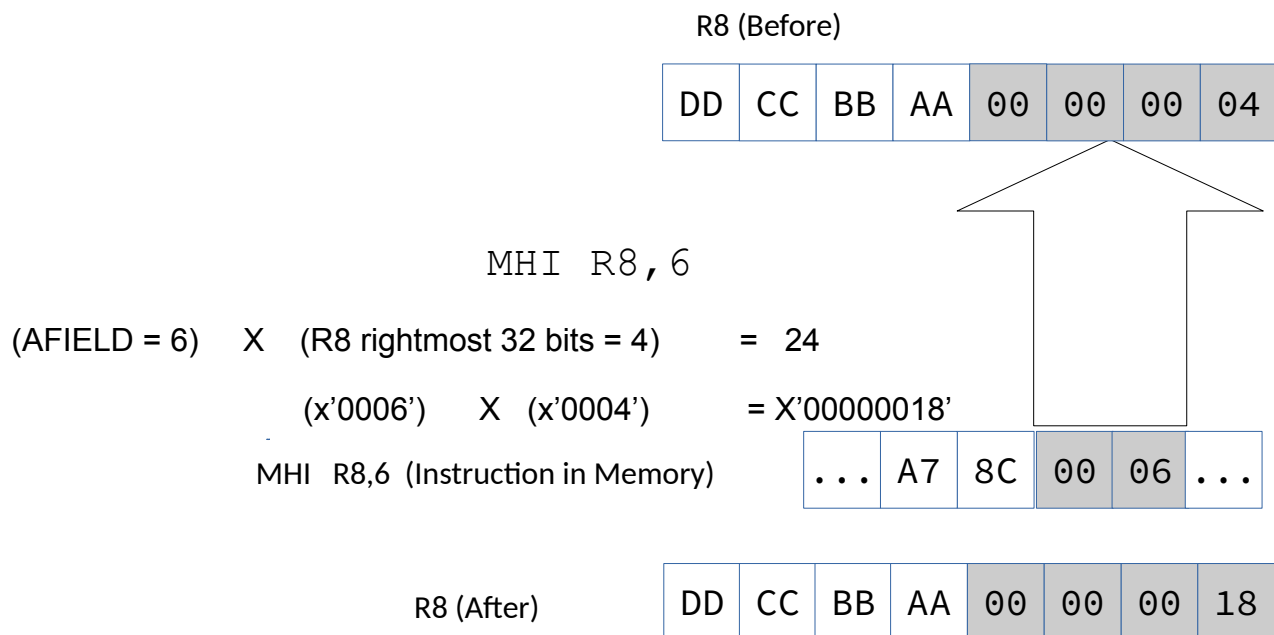 R8 (Before)
DD CC BB AA 00 00 00 04
MHI R8,6
(AFIELD = 6) X (R8 rightmost 32 bits = 4) = 24
(x’0006’) X (x’0004’) = X’00000018’
MHI R8,6 (Instruction in Memory) ... A7 8C 00 06 ...
R8 (After) DD CC BB AA 00 00 00 18